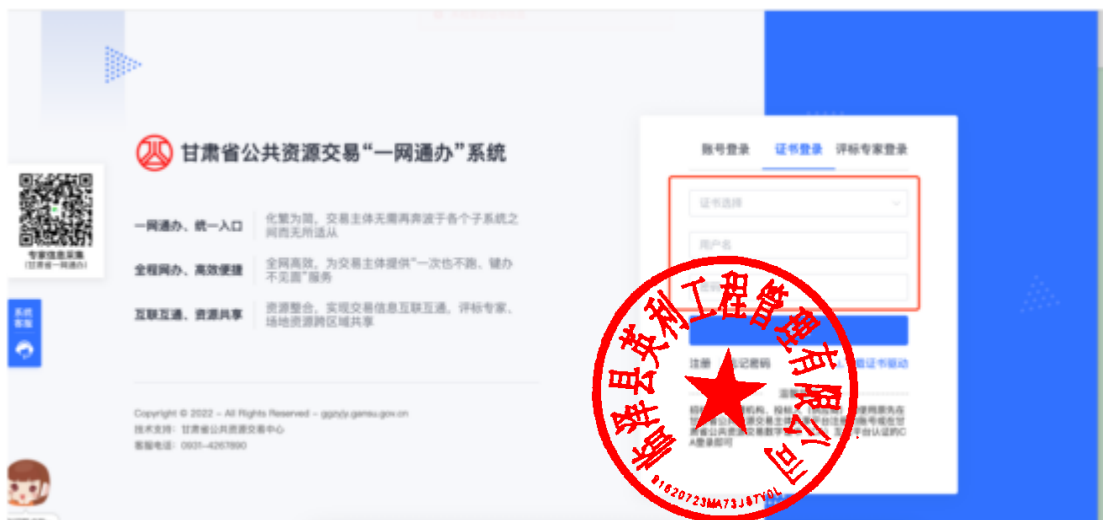 甘肃省公共资源交易“一网通办”系统
一网通办、统一入口
化繁为简，交易主体无需再奔波于各个子系统之
间而无所适从
全程网办、高效便捷
全网高效，为交易主体提供“一次也不跑、键办
不见面”服务
互联互通、资源共享
资源整合，实现交易信息互联互通，评标专家、
场地资源跨区域共享
Copyright © 2022 - All Rights Reserved - ggzyjy.gansu.gov.cn
技术支持：甘肃省公共资源交易中心
客服电话：0931-4267890
专家信息采集
(甘肃省一网通办)
系统
客服
账号登录 证书登录 评标专家登录
证书选择
用户名
注册
忘记密码
载证书驱动
临泽县英利工程管理有限公司